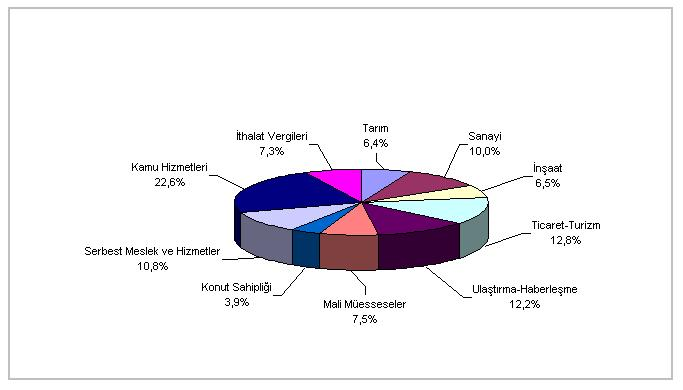 Tarım
6,4%
Sanayi
10,0%
İnşaat
6,5%
Ticaret-Turizm
12,8%
Ulaştırma-Haberleşme
12,2%
Mali Müesseseler
7,5%
Konut Sahipliği
3,9%
Serbest Meslek ve Hizmetler
10,8%
Kamu Hizmetleri
22,6%
İthalat Vergileri
7,3%